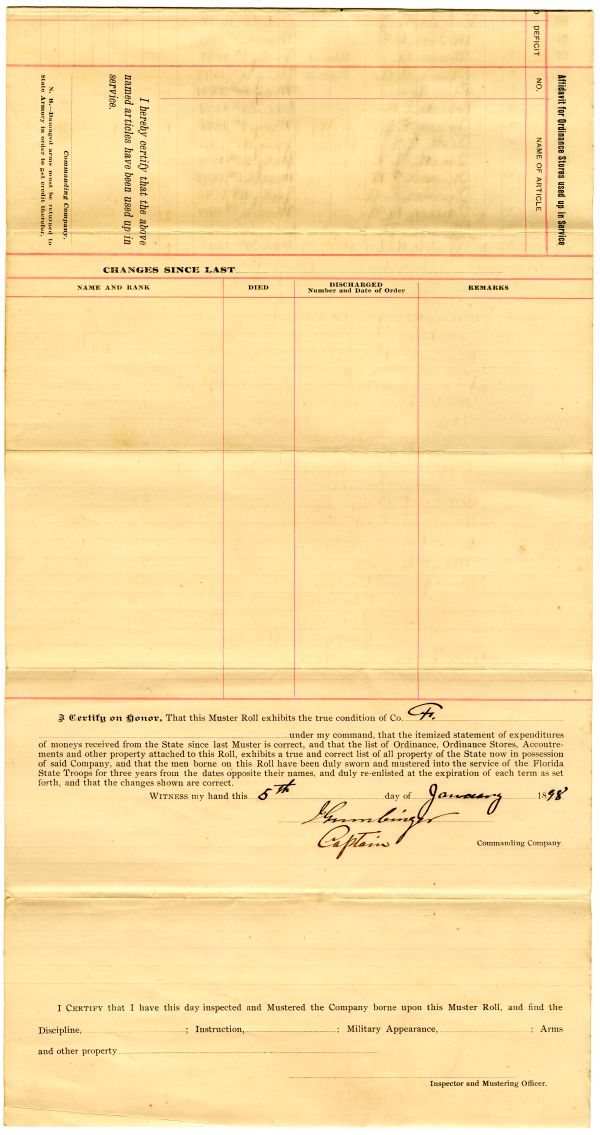 Affidavit for Ordinance Stores used up in Service
DEFICIT
NO.
NAME OF ARTICLE
I hereby certify that the above
named articles have been used up in
service.
Commanding Company.
N. B.—Damaged arms must be returned to
State Armory in order to get credit therefor.
CHANGES SINCE LAST
NAME AND RANK DIED DISCHARGED REMARKS
Number and Date of Order
I Certify on Honor, That this Muster Roll exhibits the true condition of Co. F.
under my command, that the itemized statement of expenditures
of moneys received from the State since last Muster is correct, and that the list of Ordinance, Ordinance Stores, Accoutre-
ments and other property attached to this Roll, exhibits a true and correct list of all property of the State now in possession
of said Company, and that the men borne on this Roll have been duly sworn and mustered into the service of the Florida
State Troops for three years from the dates opposite their names, and duly re-enlisted at the expiration of each term as set
forth, and that the changes shown are correct.
WITNESS my hand this 5th day of January 1898
Gumbinger
Captain Commanding Company
I CERTIFY that I have this day inspected and Mustered the Company borne upon this Muster Roll, and find the
Discipline, ; Instruction, ; Military Appearance, ; Arms
and other property
Inspector and Mustering Officer.